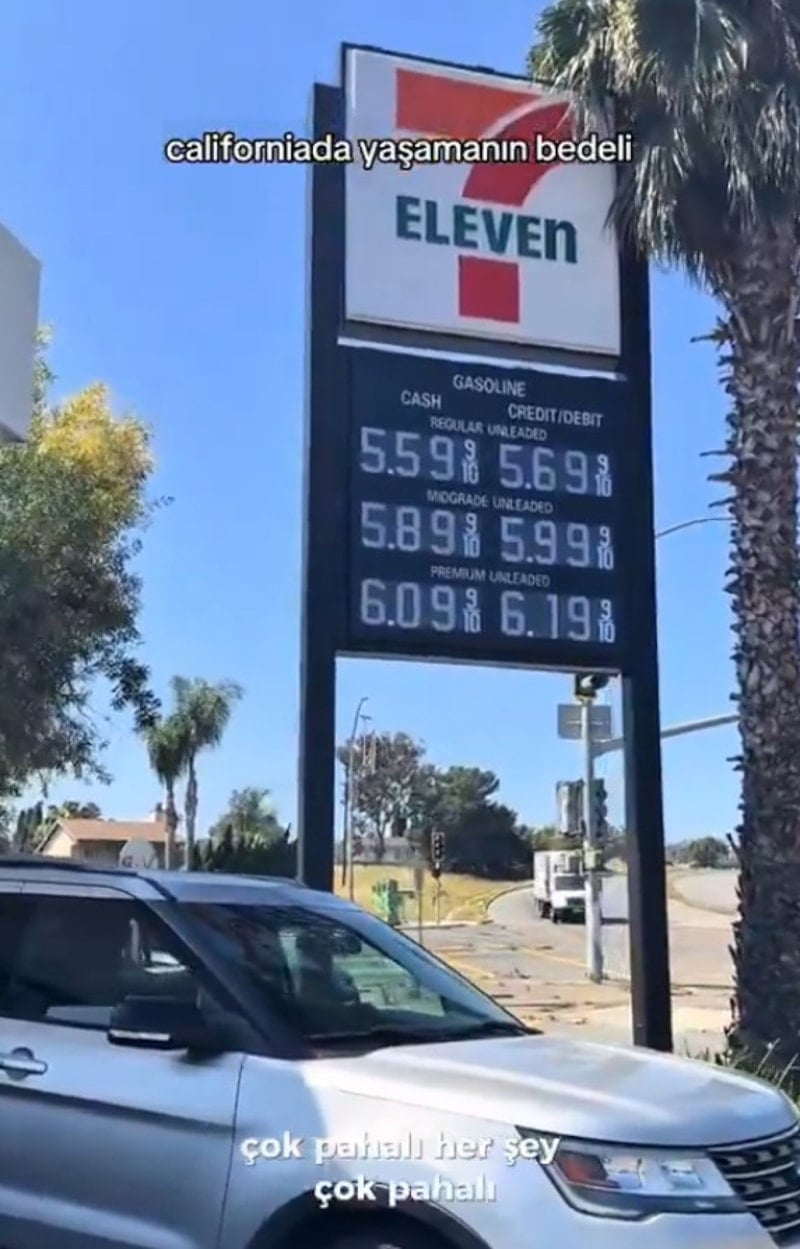 californiada yaşamanın bedeli
7
ELEVEn
GASOLINE
CASH CREDIT/DEBIT
REGULAR UNLEADED
5.59 9/10 5.69 9/10
MIDGRADE UNLEADED
5.89 9/10 5.99 9/10
PREMIUM UNLEADED
6.09 9/10 6.19 9/10
çok pahalı her şey
çok pahalı